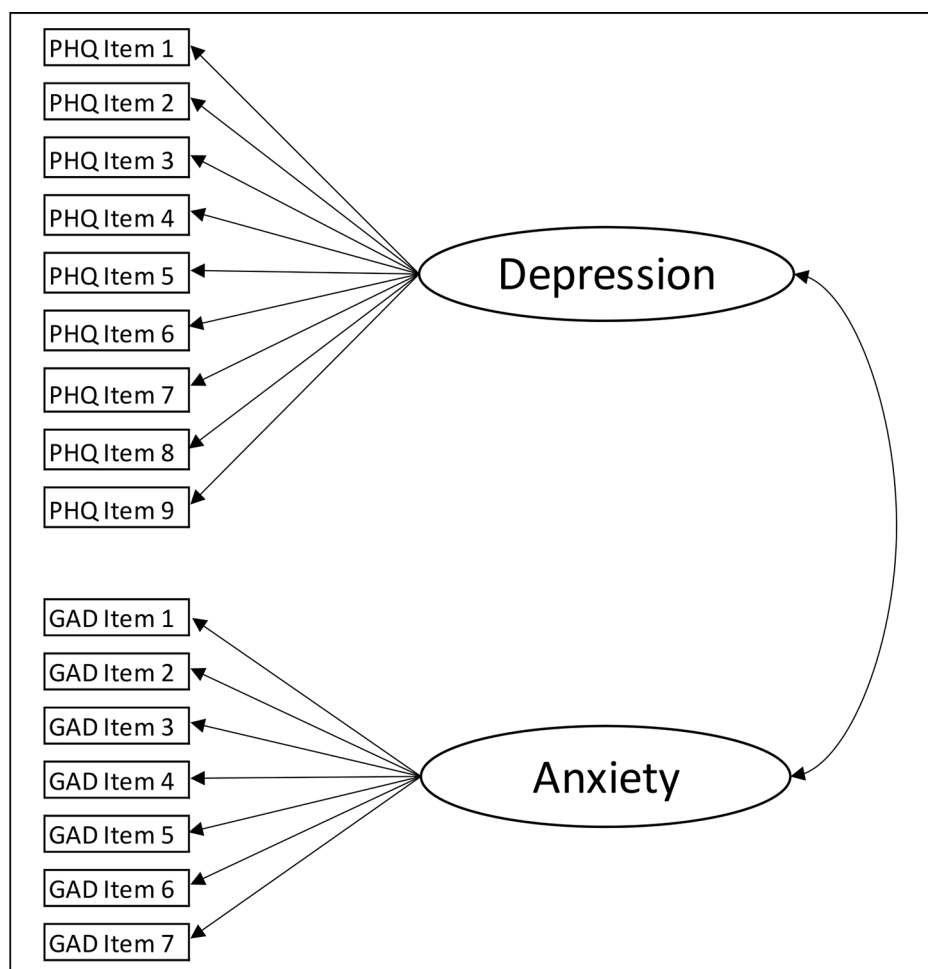 PHQ Item 1
PHQ Item 2
PHQ Item 3
PHQ Item 4
PHQ Item 5
PHQ Item 6
PHQ Item 7
PHQ Item 8
PHQ Item 9
Depression
GAD Item 1
GAD Item 2
GAD Item 3
GAD Item 4
GAD Item 5
GAD Item 6
GAD Item 7
Anxiety